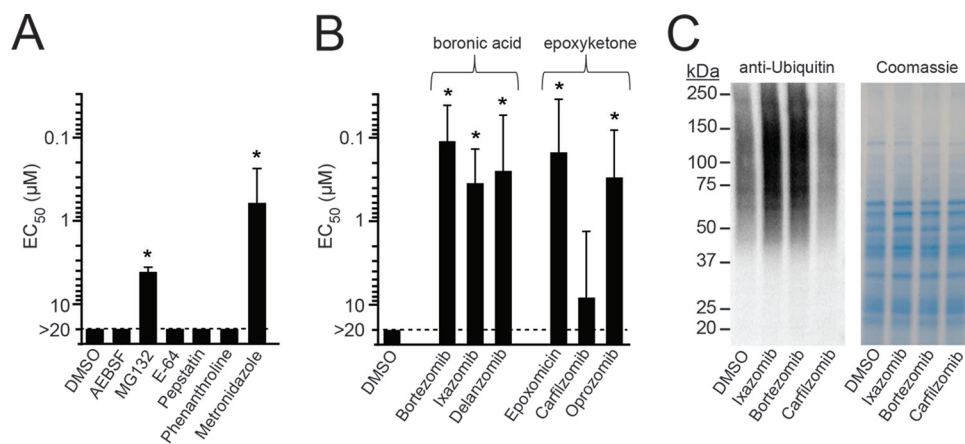 A
EC50 (µM)
0.1
1
10
>20
*
*
DMSO
AEBSF
MG132
E-64
Pepstatin
Phenanthroline
Metronidazole
B
boronic acid
epoxyketone
EC50 (µM)
0.1
1
10
>20
*
*
*
*
*
DMSO
Bortezomib
Ixazomib
Delanzomib
Epoxomicin
Carfilzomib
Oprozomib
C
kDa
anti-Ubiquitin
Coomassie
250
150
100
75
50
37
25
20
DMSO
Ixazomib
Bortezomib
Carfilzomib
DMSO
Ixazomib
Bortezomib
Carfilzomib